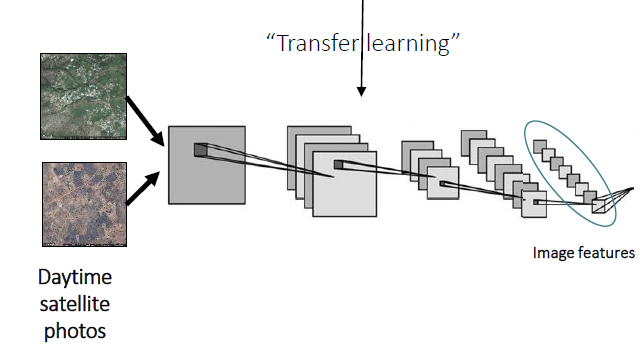 “Transfer learning”
Image features
Daytime
satellite
photos